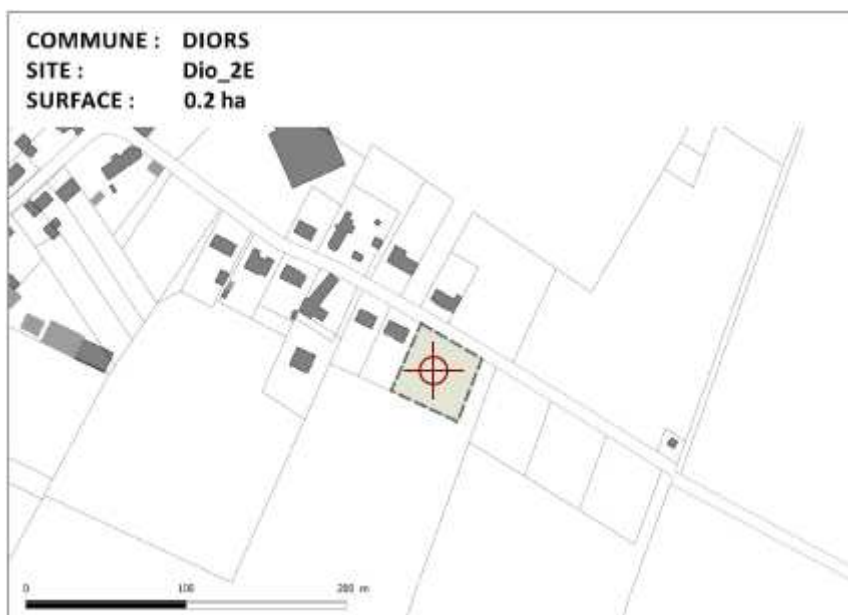 COMMUNE : DIORS
SITE : Dio_2E
SURFACE : 0.2 ha
0 100 200 m